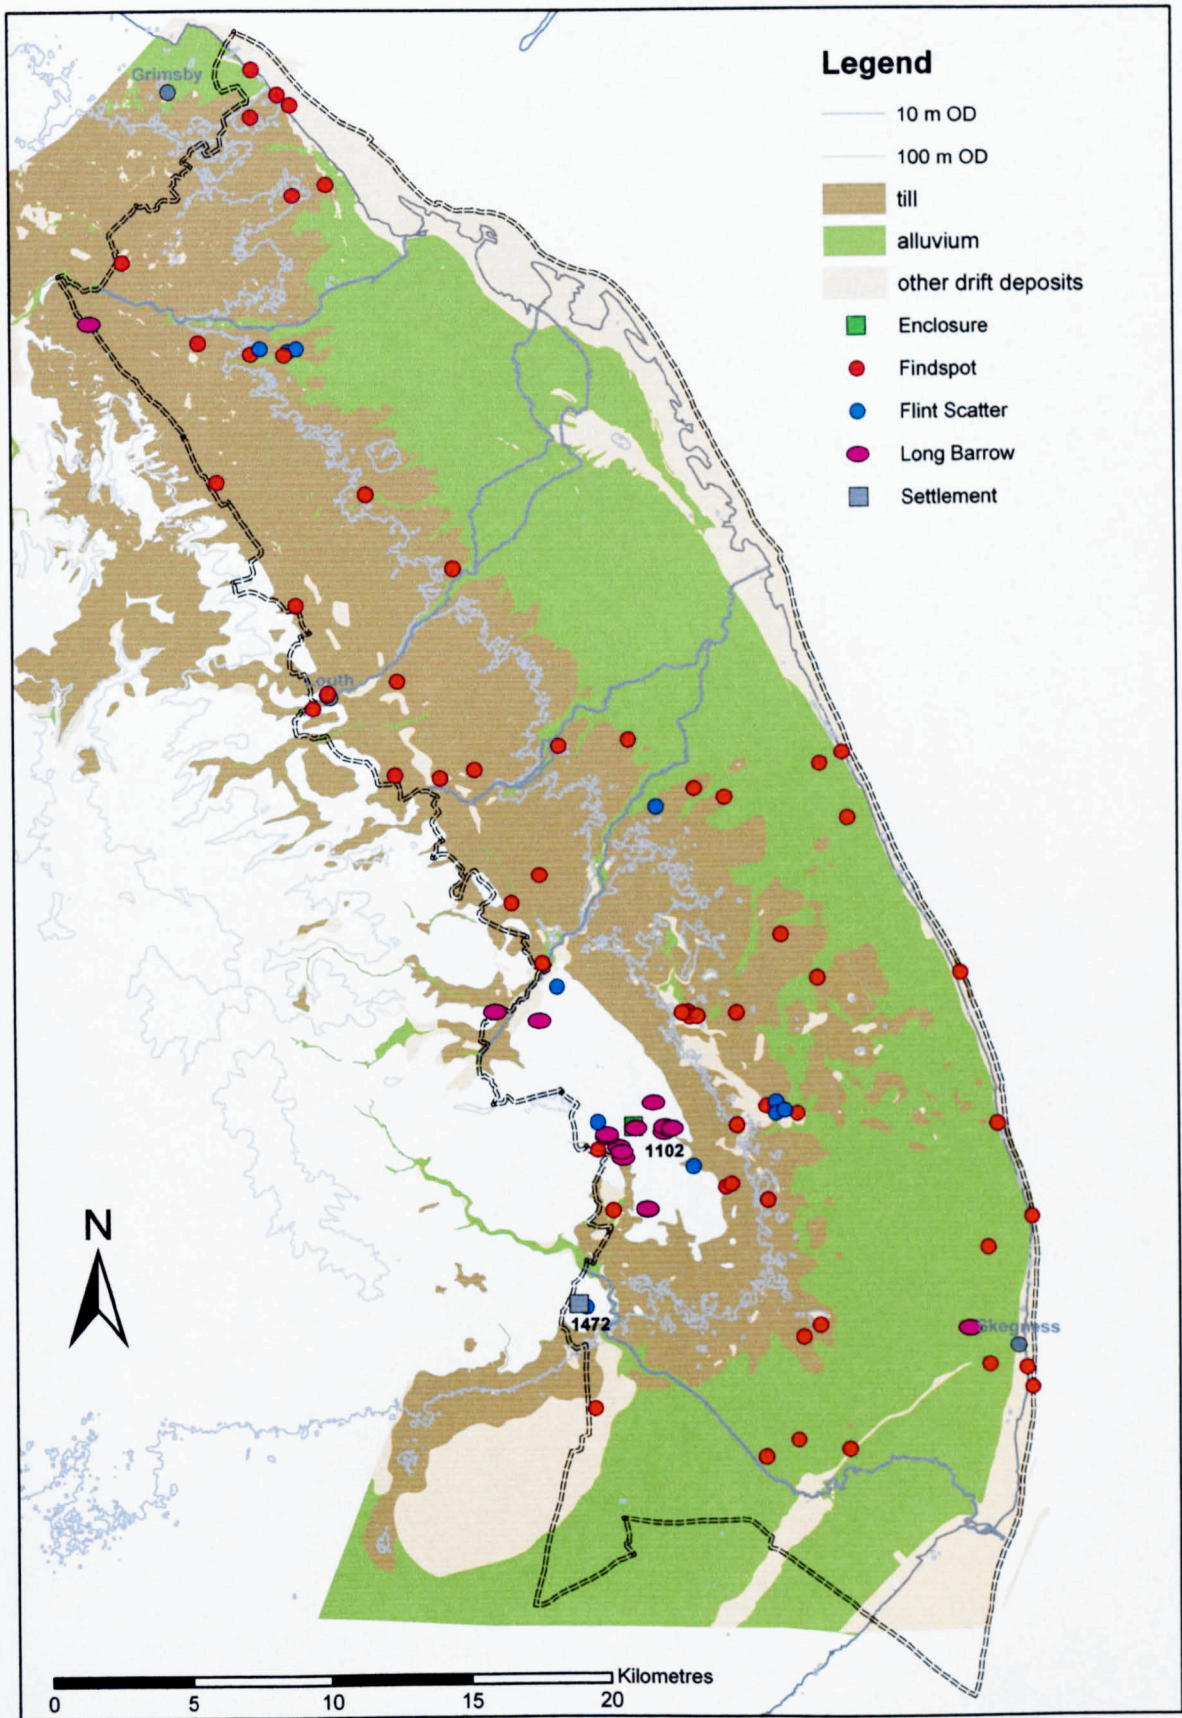 Legend
10 m OD
100 m OD
till
alluvium
other drift deposits
Enclosure
Findspot
Flint Scatter
Long Barrow
Settlement
Grimsby
Louth
1102
1472
Skegness
N
Kilometres
0 5 10 15 20